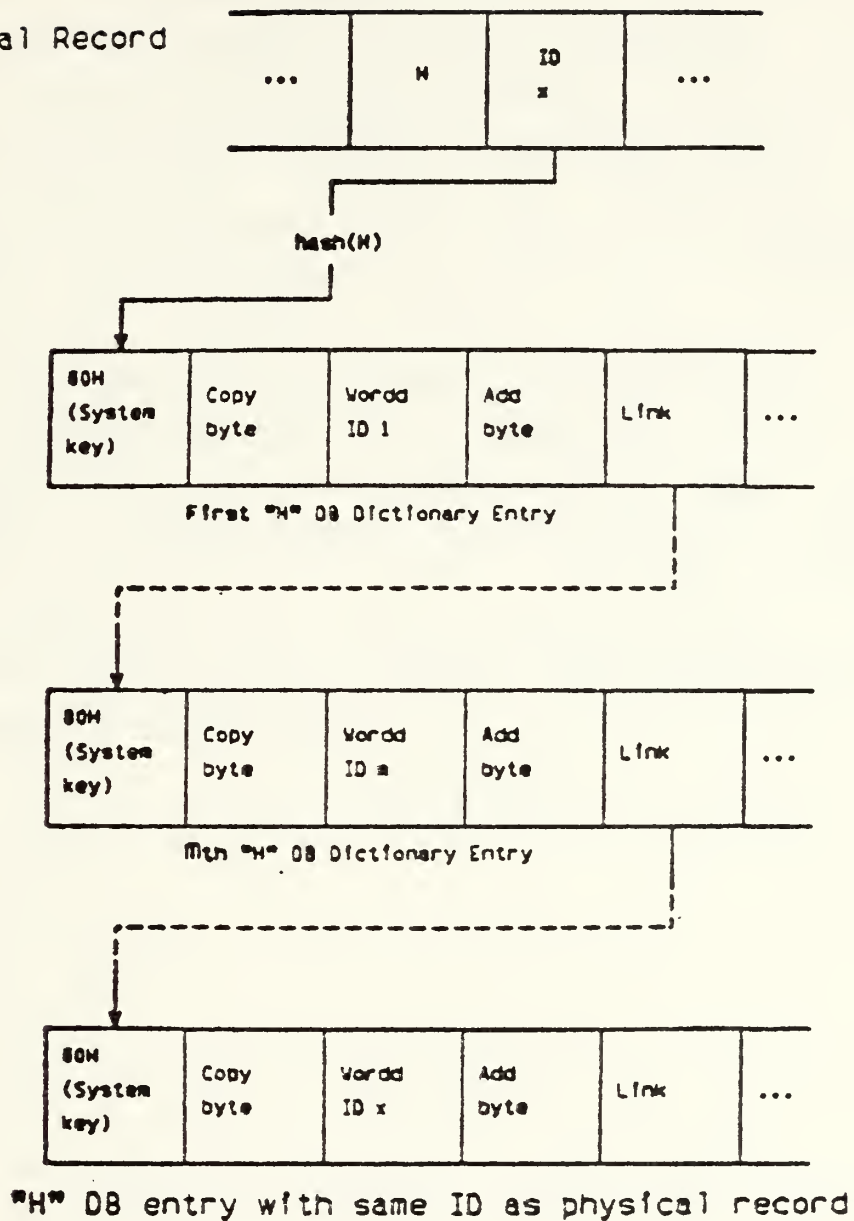 al Record
... H ID x ...
hash(H)
80H (System key) Copy byte Wordd ID 1 Add byte Link ...
First "H" DB Dictionary Entry
80H (System key) Copy byte Wordd ID m Add byte Link ...
Mth "H" DB Dictionary Entry
80H (System key) Copy byte Wordd ID x Add byte Link ...
"H" DB entry with same ID as physical record